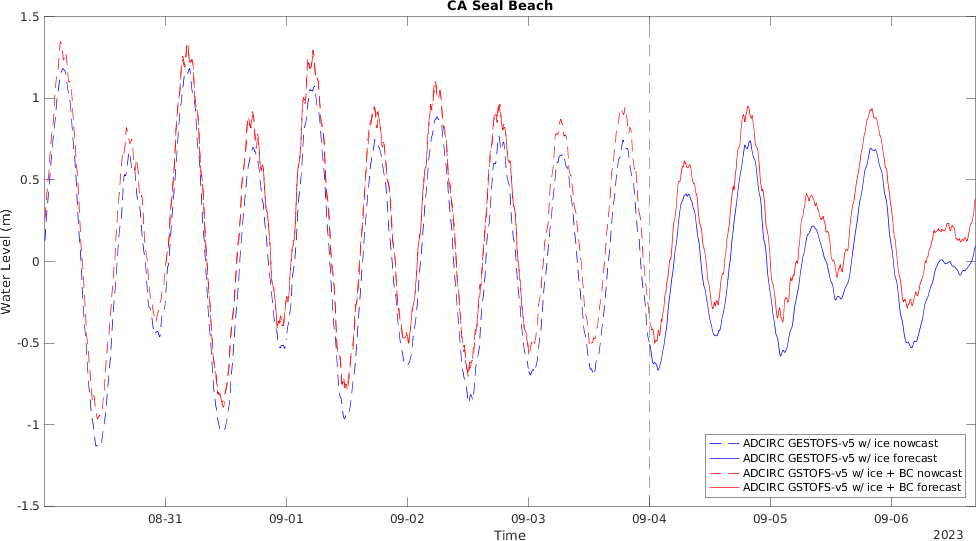 CA Seal Beach
1.5
1
0.5
0
-0.5
-1
-1.5
Water Level (m)
08-31
09-01
09-02
09-03
09-04
09-05
09-06
Time
2023
ADCIRC GESTOFS-v5 w/ ice nowcast
ADCIRC GESTOFS-v5 w/ ice forecast
ADCIRC GSTOFS-v5 w/ ice + BC nowcast
ADCIRC GSTOFS-v5 w/ ice + BC forecast